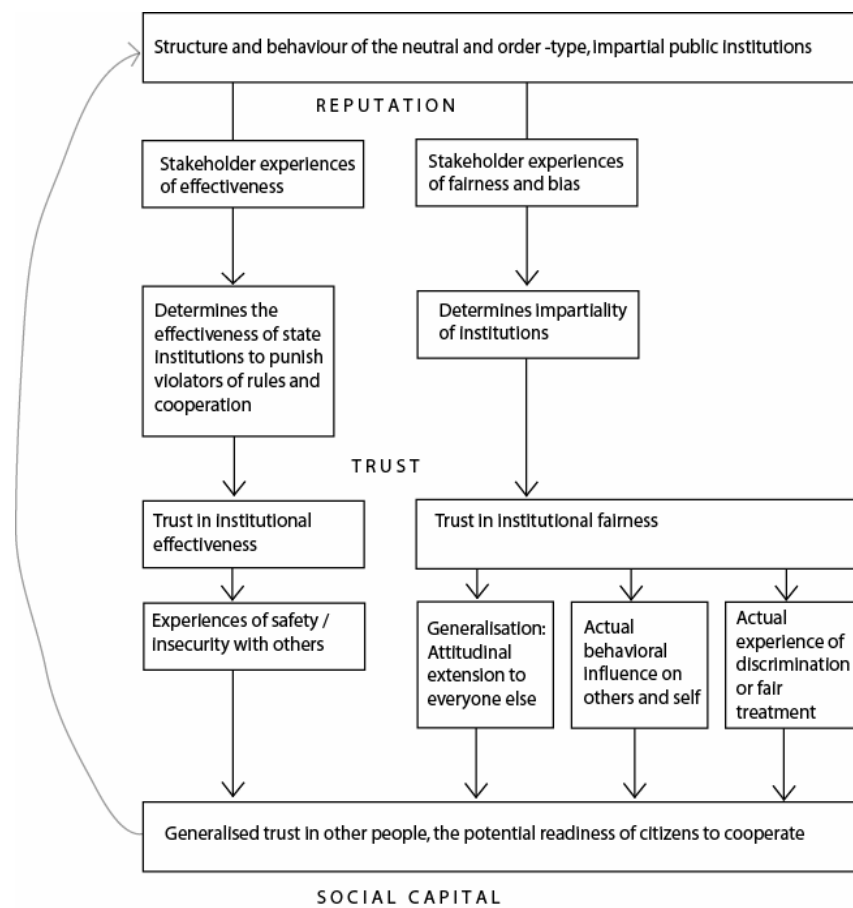 Structure and behaviour of the neutral and order -type, impartial public institutions
REPUTATION
Stakeholder experiences
of effectiveness
Stakeholder experiences
of fairness and bias
Determines the
effectiveness of state
institutions to punish
violators of rules and
cooperation
Determines impartiality
of institutions
TRUST
Trust in institutional
effectiveness
Trust in institutional fairness
Experiences of safety /
insecurity with others
Generalisation:
Attitudinal
extension to
everyone else
Actual
behavioral
influence on
others and self
Actual
experience of
discrimination
or fair
treatment
Generalised trust in other people, the potential readiness of citizens to cooperate
SOCIAL CAPITAL